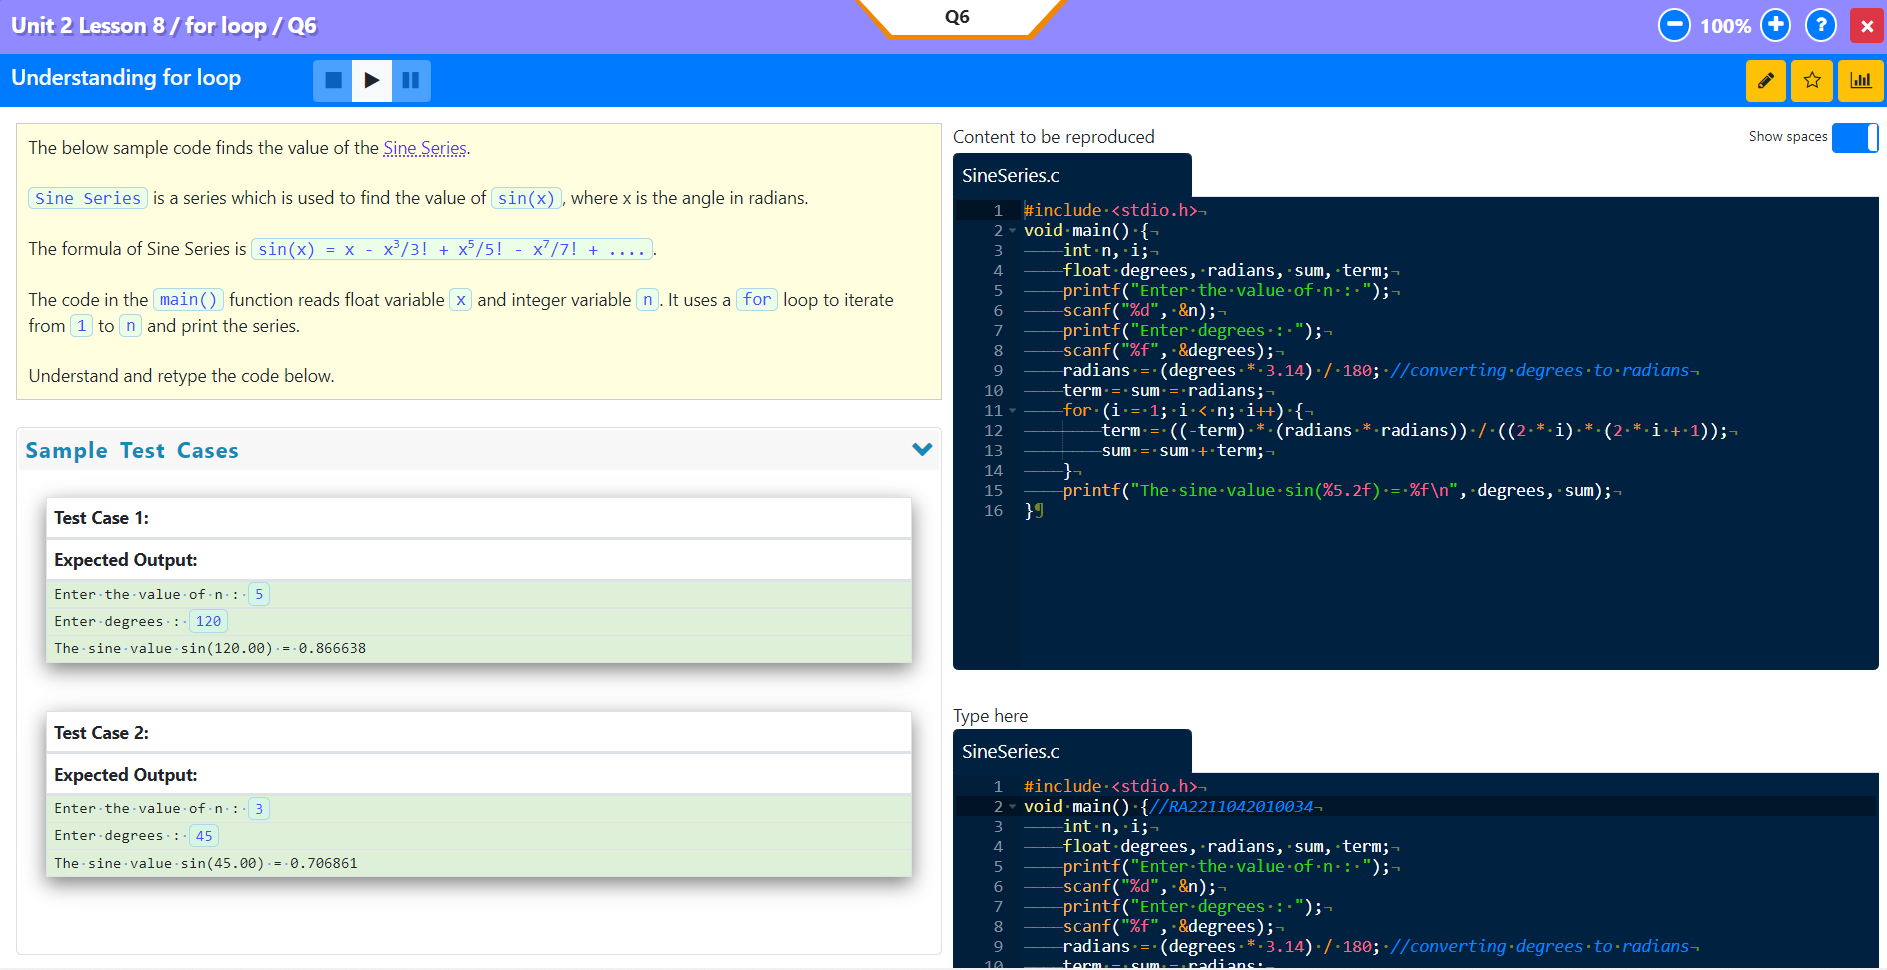 Unit 2 Lesson 8 / for loop / Q6
Q6
100%
Understanding for loop
The below sample code finds the value of the Sine Series.
Sine Series is a series which is used to find the value of sin(x), where x is the angle in radians.
The formula of Sine Series is sin(x) = x - x³/3! + x⁵/5! - x⁷/7! + .... .
The code in the main() function reads float variable x and integer variable n. It uses a for loop to iterate
from 1 to n and print the series.
Understand and retype the code below.
Sample Test Cases
Test Case 1:
Expected Output:
Enter·the·value·of·n·:· 5
Enter·degrees·:· 120
The·sine·value·sin(120.00)·=·0.866638
Test Case 2:
Expected Output:
Enter·the·value·of·n·:· 3
Enter·degrees·:· 45
The·sine·value·sin(45.00)·=·0.706861
Content to be reproduced
Show spaces
SineSeries.c
1 #include·<stdio.h>¬
2 void·main()·{¬
3 ————int·n,·i;¬
4 ————float·degrees,·radians,·sum,·term;¬
5 ————printf("Enter·the·value·of·n·:·");¬
6 ————scanf("%d",·&n);¬
7 ————printf("Enter·degrees·:·");¬
8 ————scanf("%f",·&degrees);¬
9 ————radians·=·(degrees·*·3.14)·/·180;·//converting·degrees·to·radians¬
10 ————term·=·sum·=·radians;¬
11 ————for·(i·=·1;·i·<·n;·i++)·{¬
12 ————————term·=·((-term)·*·(radians·*·radians))·/·((2·*·i)·*·(2·*·i·+·1));¬
13 ————————sum·=·sum·+·term;¬
14 ————}¬
15 ————printf("The·sine·value·sin(%5.2f)·=·%f\n",·degrees,·sum);¬
16 }¶
Type here
SineSeries.c
1 #include·<stdio.h>¬
2 void·main()·{//RA2211042010034¬
3 ————int·n,·i;¬
4 ————float·degrees,·radians,·sum,·term;¬
5 ————printf("Enter·the·value·of·n·:·");¬
6 ————scanf("%d",·&n);¬
7 ————printf("Enter·degrees·:·");¬
8 ————scanf("%f",·&degrees);¬
9 ————radians·=·(degrees·*·3.14)·/·180;·//converting·degrees·to·radians¬
10 ————term·=·sum·=·radians;¬